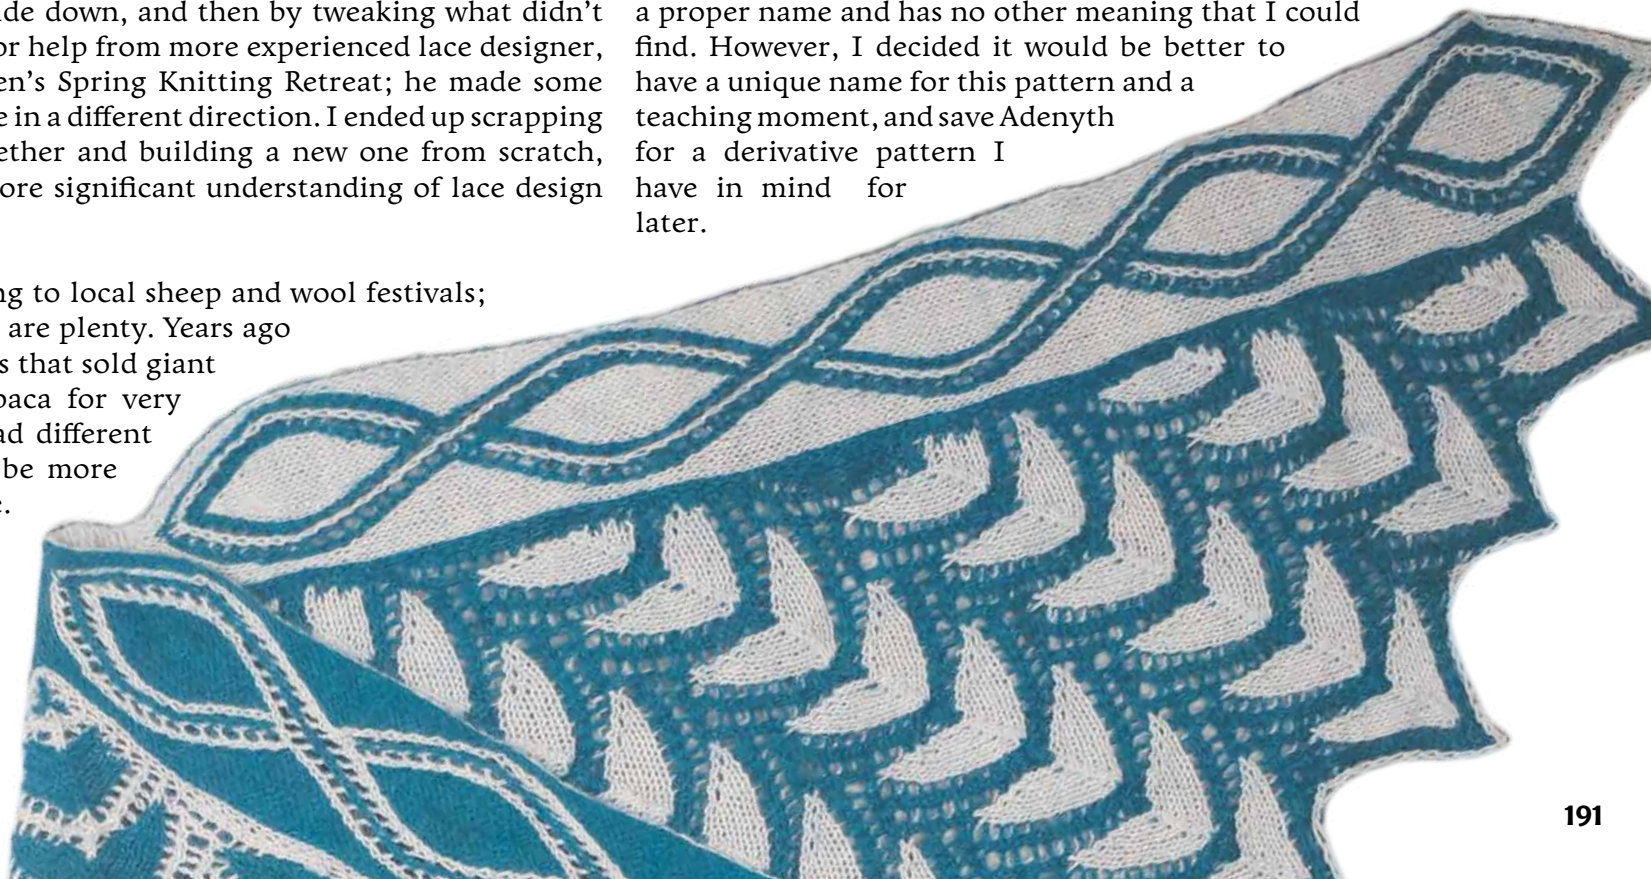 ide down, and then by tweaking what didn't
or help from more experienced lace designer,
en's Spring Knitting Retreat; he made some
e in a different direction. I ended up scrapping
ether and building a new one from scratch,
ore significant understanding of lace design
ng to local sheep and wool festivals;
are plenty. Years ago
s that sold giant
paca for very
ad different
be more
e.
a proper name and has no other meaning that I could
find. However, I decided it would be better to
have a unique name for this pattern and a
teaching moment, and save Adenyth
for a derivative pattern I
have in mind for
later.
191